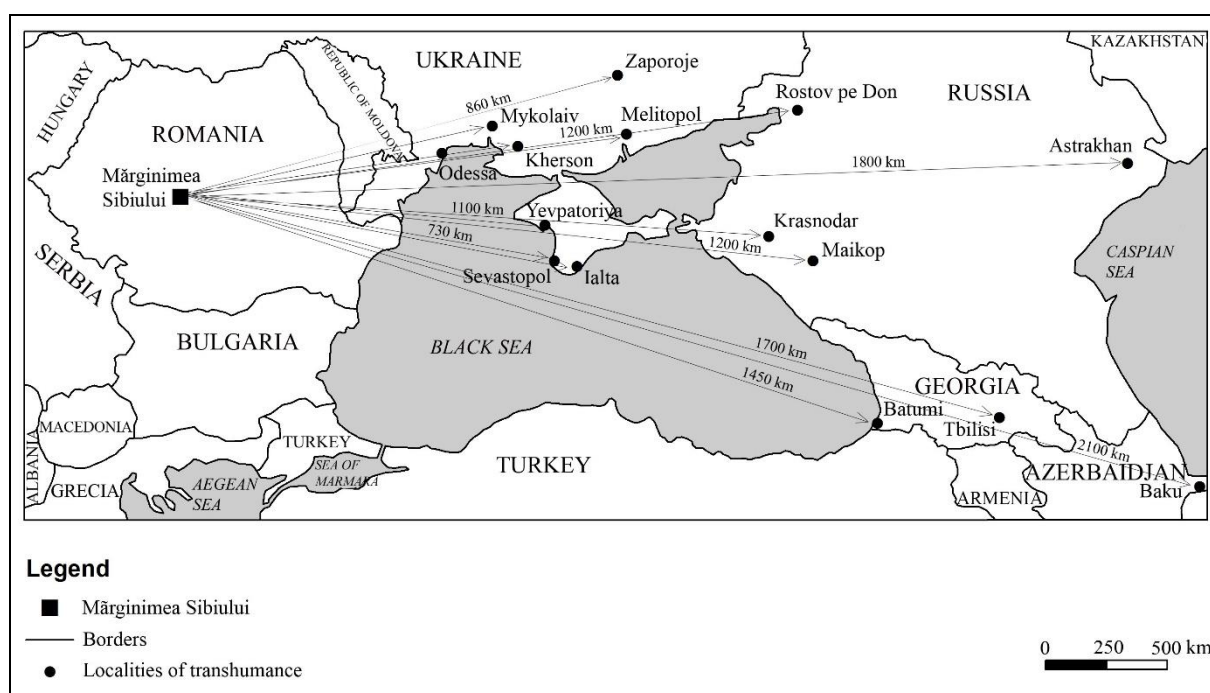 KAZAKHSTAN
HUNGARY
REPUBLIC OF MOLDOVA
UKRAINE
Zaporoje
860 km
Rostov pe Don
RUSSIA
ROMANIA
Mykolaiv
1200 km
Melitopol
Kherson
Odessa
Astrakhan
1800 km
Mărginimea
Sibiului
1100 km
Yevpatoriya
Krasnodar
730 km
1200 km
Maikop
Sevastopol
Ialta
SERBIA
CASPIAN
SEA
BULGARIA
BLACK SEA
1700 km
1450 km
GEORGIA
Batumi
Tbilisi
2100 km
MACEDONIA
ALBANIA
TURKEY
GRECIA
AEGEAN
SEA
SEA OF
MARMARA
TURKEY
ARMENIA
AZERBAIDJAN
Baku
Legend
Mãrginimea Sibiului
Borders
Localities of transhumance
0 250 500 km